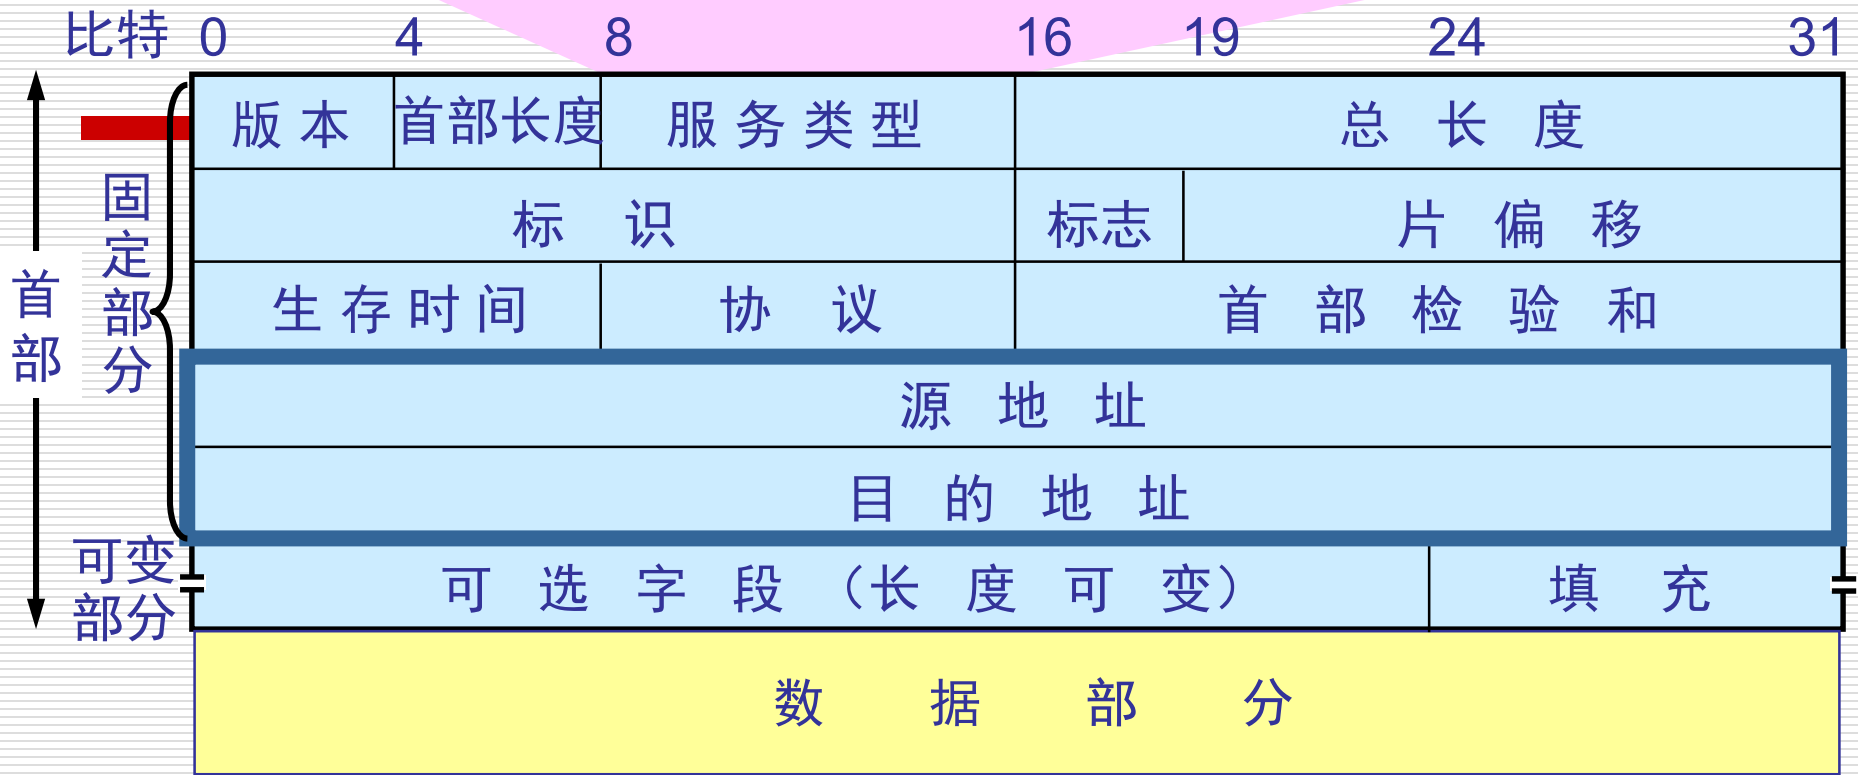 比特 0 4 8 16 19 24 31
版本 首部长度 服务类型 总长度
标识 标志 片偏移
生存时间 协议 首部检验和
源地址
目的地址
可选字段（长度可变） 填充
数据部分
首部
固定部分
可变
部分